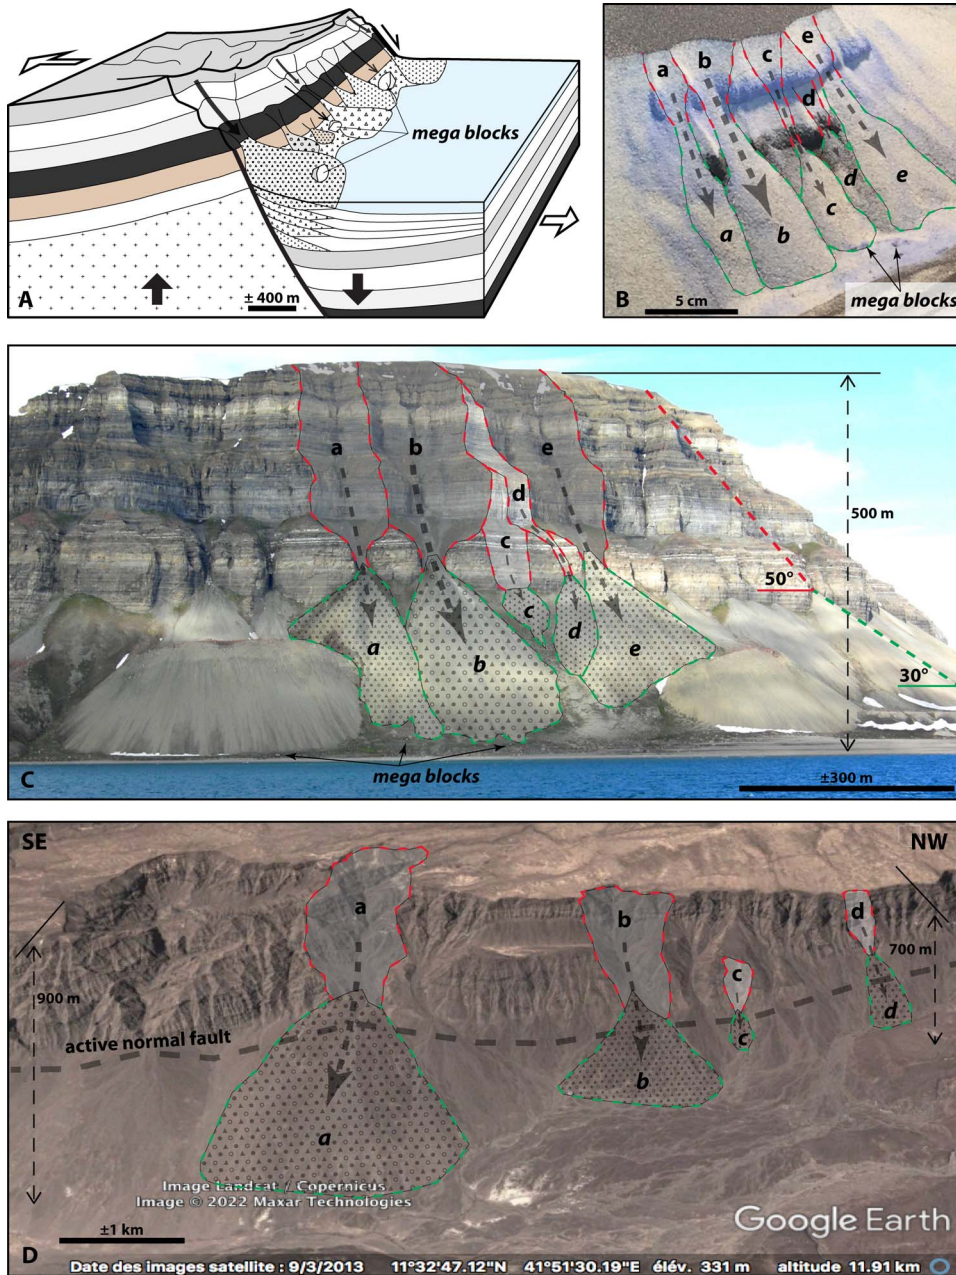 mega blocks
A
± 400 m
a
b
c
e
d
a
b
c
d
e
B
5 cm
mega blocks
a
b
e
d
c
500 m
50°
c
a
b
d
e
30°
mega blocks
C
±300 m
SE
NW
a
b
d
c
900 m
700 m
active normal fault
d
c
b
a
Image Landsat / Copernicus
Image © 2022 Maxar Technologies
±1 km
Google Earth
D
Date des images satellite : 9/3/2013 11°32'47.12"N 41°51'30.19"E élév. 331 m altitude 11.91 km